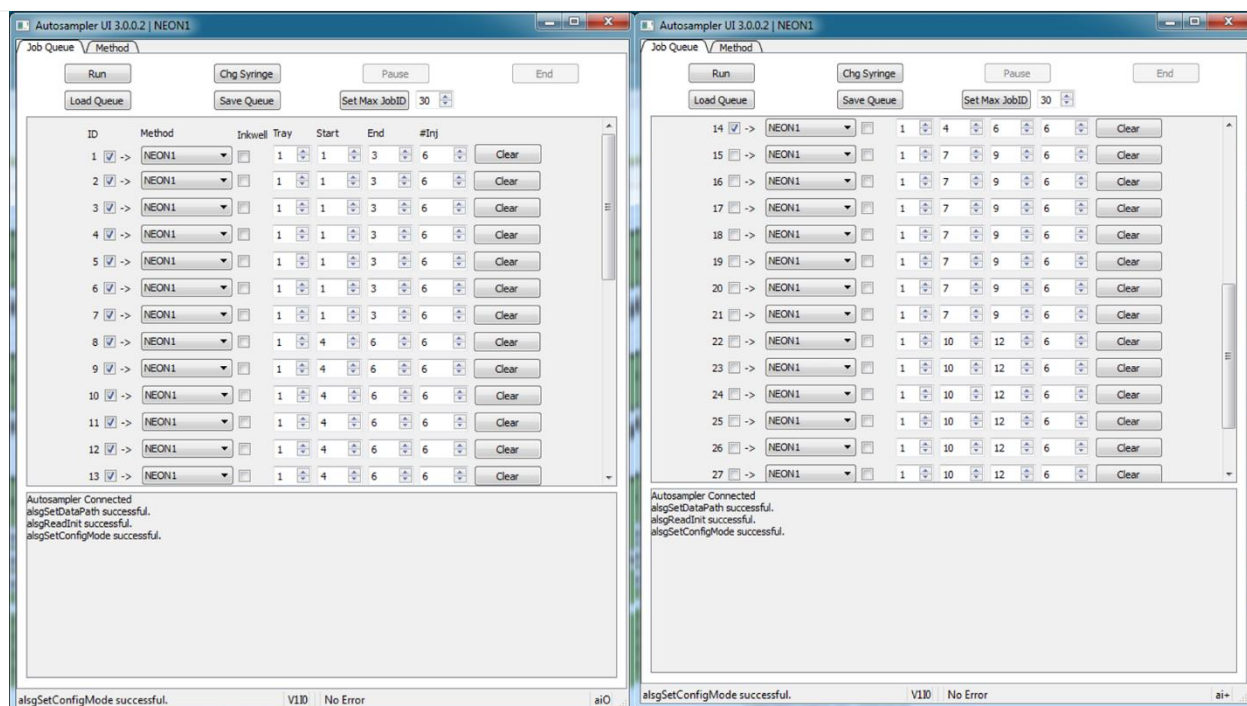 Autosampler UI 3.0.0.2 | NEON1
Job Queue Method
Run Chg Syringe Pause End
Load Queue Save Queue Set Max JobID 30
ID Method Inkwell Tray Start End #Inj
1 -> NEON1 1 1 3 6 Clear
2 -> NEON1 1 1 3 6 Clear
3 -> NEON1 1 1 3 6 Clear
4 -> NEON1 1 1 3 6 Clear
5 -> NEON1 1 1 3 6 Clear
6 -> NEON1 1 1 3 6 Clear
7 -> NEON1 1 1 3 6 Clear
8 -> NEON1 1 4 6 6 Clear
9 -> NEON1 1 4 6 6 Clear
10 -> NEON1 1 4 6 6 Clear
11 -> NEON1 1 4 6 6 Clear
12 -> NEON1 1 4 6 6 Clear
13 -> NEON1 1 4 6 6 Clear
Autosampler Connected
alsgSetDataPath successful.
alsgReadInit successful.
alsgSetConfigMode successful.
alsgSetConfigMode successful. V1I0 No Error aiO
Autosampler UI 3.0.0.2 | NEON1
Job Queue Method
Run Chg Syringe Pause End
Load Queue Save Queue Set Max JobID 30
14 -> NEON1 1 4 6 6 Clear
15 -> NEON1 1 7 9 6 Clear
16 -> NEON1 1 7 9 6 Clear
17 -> NEON1 1 7 9 6 Clear
18 -> NEON1 1 7 9 6 Clear
19 -> NEON1 1 7 9 6 Clear
20 -> NEON1 1 7 9 6 Clear
21 -> NEON1 1 7 9 6 Clear
22 -> NEON1 1 10 12 6 Clear
23 -> NEON1 1 10 12 6 Clear
24 -> NEON1 1 10 12 6 Clear
25 -> NEON1 1 10 12 6 Clear
26 -> NEON1 1 10 12 6 Clear
27 -> NEON1 1 10 12 6 Clear
Autosampler Connected
alsgSetDataPath successful.
alsgReadInit successful.
alsgSetConfigMode successful.
alsgSetConfigMode successful. V1I0 No Error ai+